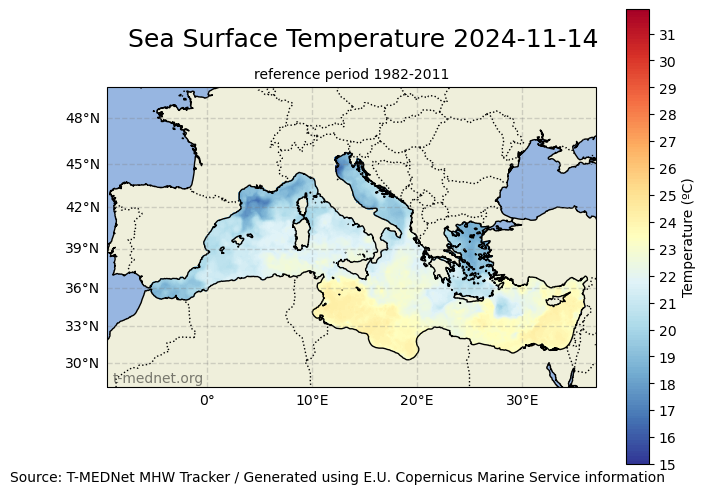 Sea Surface Temperature 2024-11-14
reference period 1982-2011
48°N
45°N
42°N
39°N
36°N
33°N
30°N
t-mednet.org
0°
10°E
20°E
30°E
31
30
29
28
27
26
25
24
23
22
21
20
19
18
17
16
15
Temperature (ºC)
Source: T-MEDNet MHW Tracker / Generated using E.U. Copernicus Marine Service information